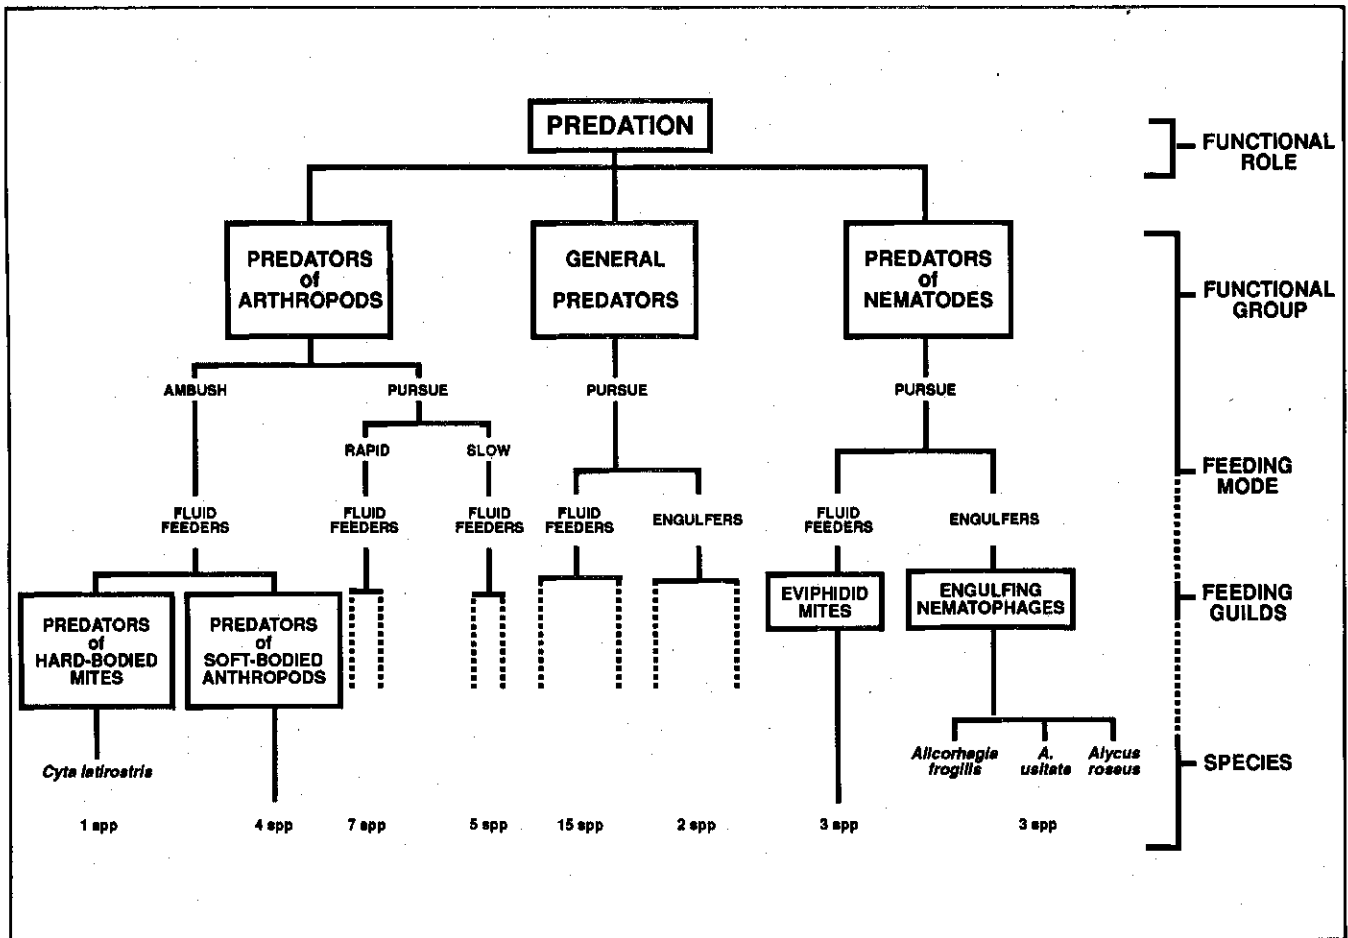 PREDATION
FUNCTIONAL
ROLE
PREDATORS
of
ARTHROPODS
GENERAL
PREDATORS
PREDATORS
of
NEMATODES
FUNCTIONAL
GROUP
AMBUSH
PURSUE
PURSUE
PURSUE
RAPID
SLOW
FEEDING
MODE
FLUID
FEEDERS
FLUID
FEEDERS
FLUID
FEEDERS
FLUID
FEEDERS
ENGULFERS
FLUID
FEEDERS
ENGULFERS
PREDATORS
of
HARD-BODIED
MITES
PREDATORS
of
SOFT-BODIED
ANTHROPODS
EVIPHIDID
MITES
ENGULFING
NEMATOPHAGES
FEEDING
GUILDS
Cyta latirostris
Alicorhagia
frogilis
A.
usitata
Alycus
roseus
SPECIES
1 spp
4 spp
7 spp
5 spp
15 spp
2 spp
3 spp
3 spp